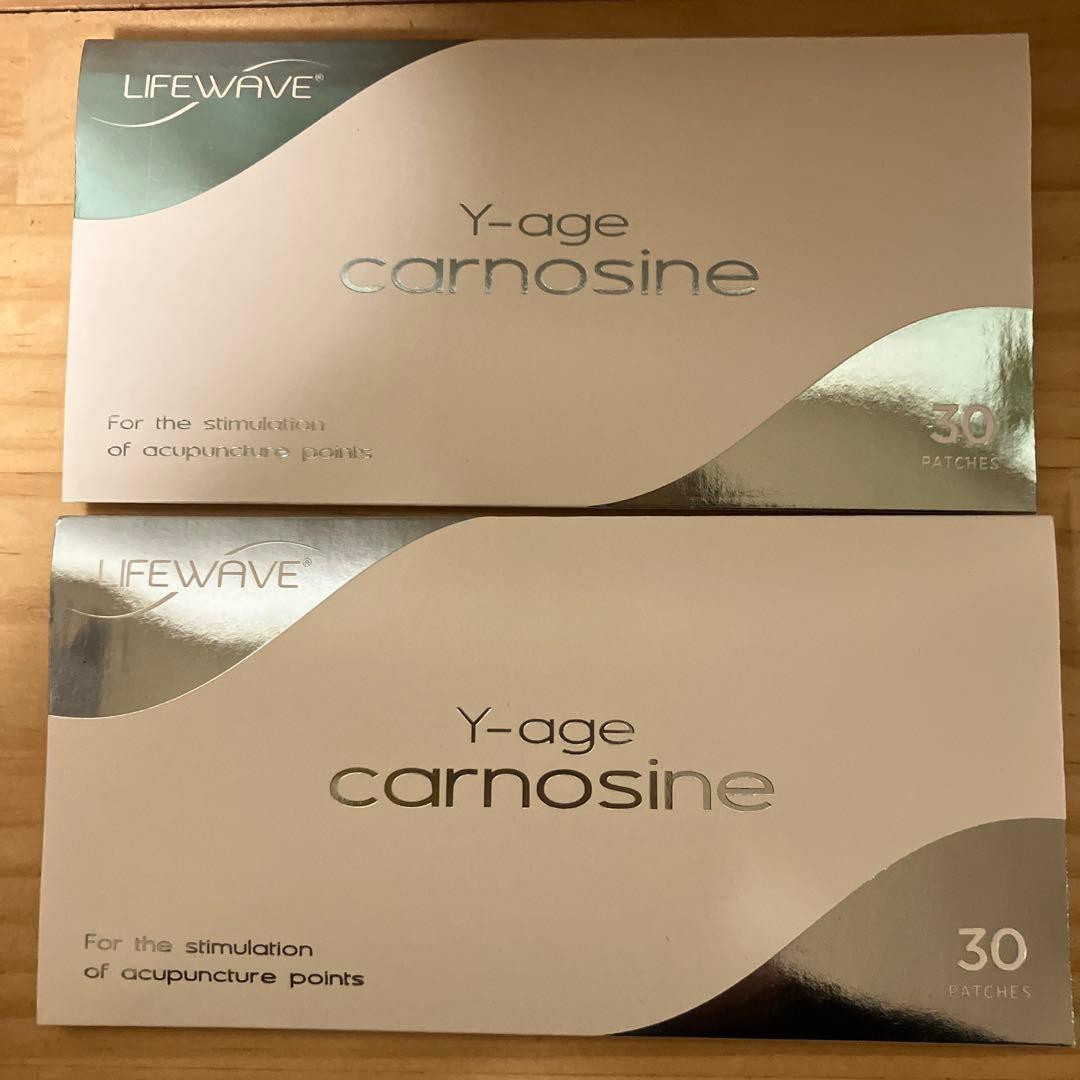 LIFEWAVE®
Y-age
carnosine
For the stimulation
of acupuncture points
30
PATCHES
LIFEWAVE®
Y-age
carnosine
For the stimulation
of acupuncture points
30
PATCHES